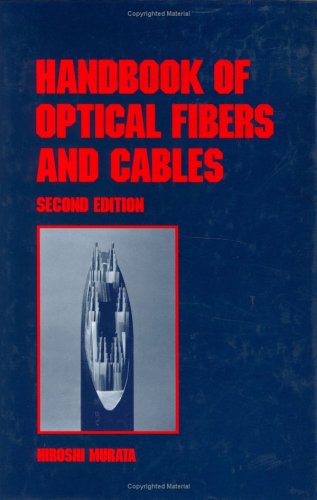 HANDBOOK OF
OPTICAL FIBERS
AND CABLES
SECOND EDITION
HIROSHI MURATA